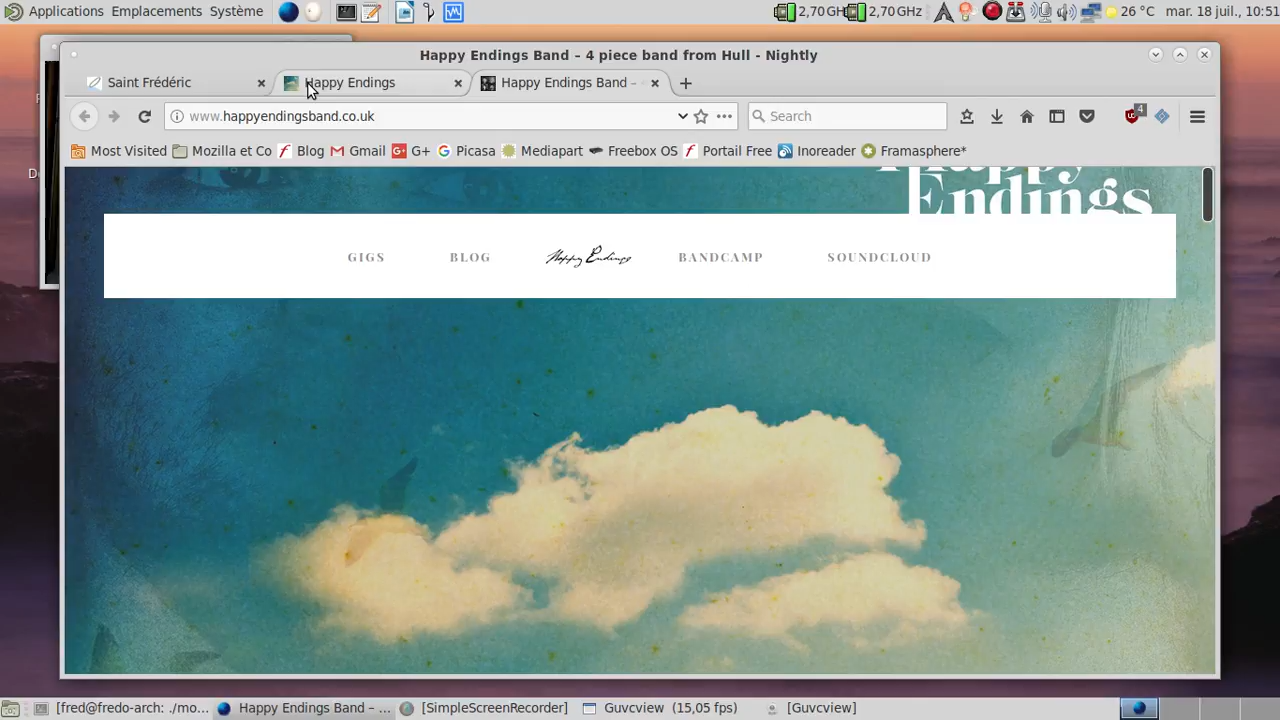 Applications Emplacements Système 2,70 GH 2,70 GHz 26 °C mar. 18 juil., 10:51
Happy Endings Band – 4 piece band from Hull - Nightly
Saint Frédéric Happy Endings Happy Endings Band –
www.happyendingsband.co.uk Search 4
Most Visited Mozilla et Co Blog Gmail G+ Picasa Mediapart Freebox OS Portail Free Inoreader Framasphere*
Happy
Endings
GIGS BLOG Happy Endings BANDCAMP SOUNDCLOUD
[fred@fredo-arch: ./mo... Happy Endings Band – ... [SimpleScreenRecorder] Guvcview (15,05 fps) [Guvcview]